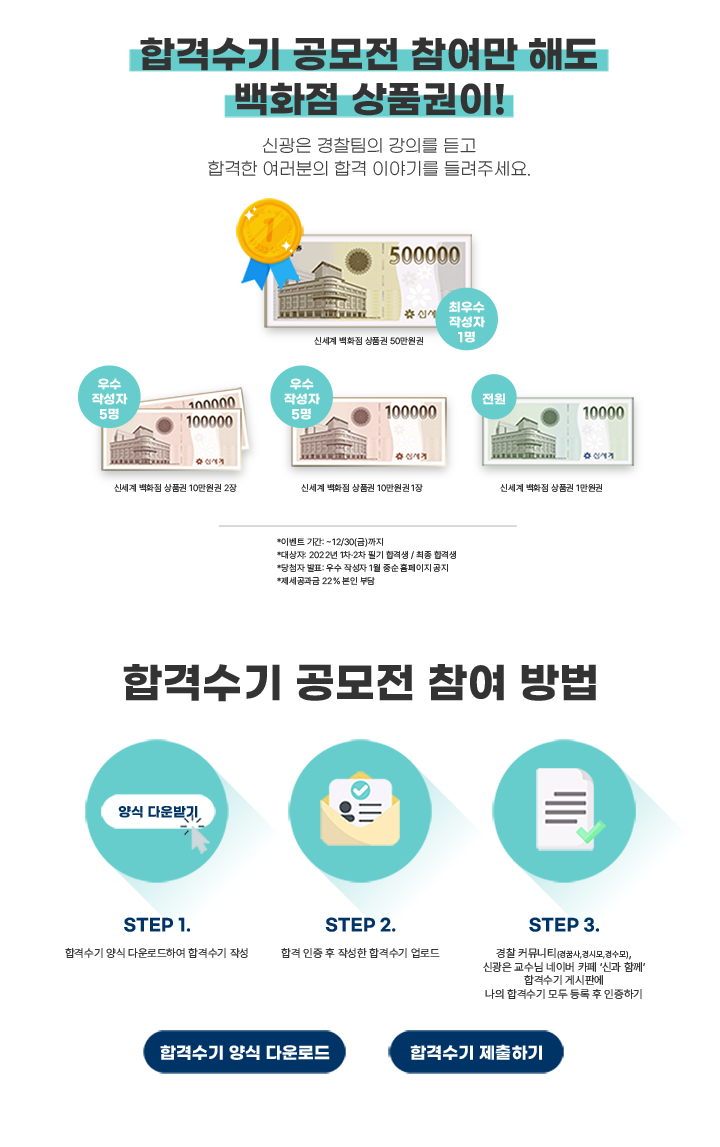 합격수기 공모전 참여만 해도
백화점 상품권이!
신광은 경찰팀의 강의를 듣고
합격한 여러분의 합격 이야기를 들려주세요.
1
500000
최우수
작성자
1명
신세계 백화점 상품권 50만원권
우수
작성자
5명
100000
100000
신세계
신세계 백화점 상품권 10만원권 2장
우수
작성자
5명
100000
신세계
신세계 백화점 상품권 10만원권 1장
전원
10000
신세계
신세계 백화점 상품권 1만원권
*이벤트 기간: ~12/30(금)까지
*대상자: 2022년 1차·2차 필기 합격생 / 최종 합격생
*당첨자 발표: 우수 작성자 1월 중순 홈페이지 공지
*제세공과금 22% 본인 부담
합격수기 공모전 참여 방법
양식 다운받기
STEP 1.
합격수기 양식 다운로드하여 합격수기 작성
STEP 2.
합격 인증 후 작성한 합격수기 업로드
STEP 3.
경찰 커뮤니티(경꿈사,경시모,경수모),
신광은 교수님 네이버 카페 '신과 함께'
합격수기 게시판에
나의 합격수기 모두 등록 후 인증하기
합격수기 양식 다운로드
합격수기 제출하기